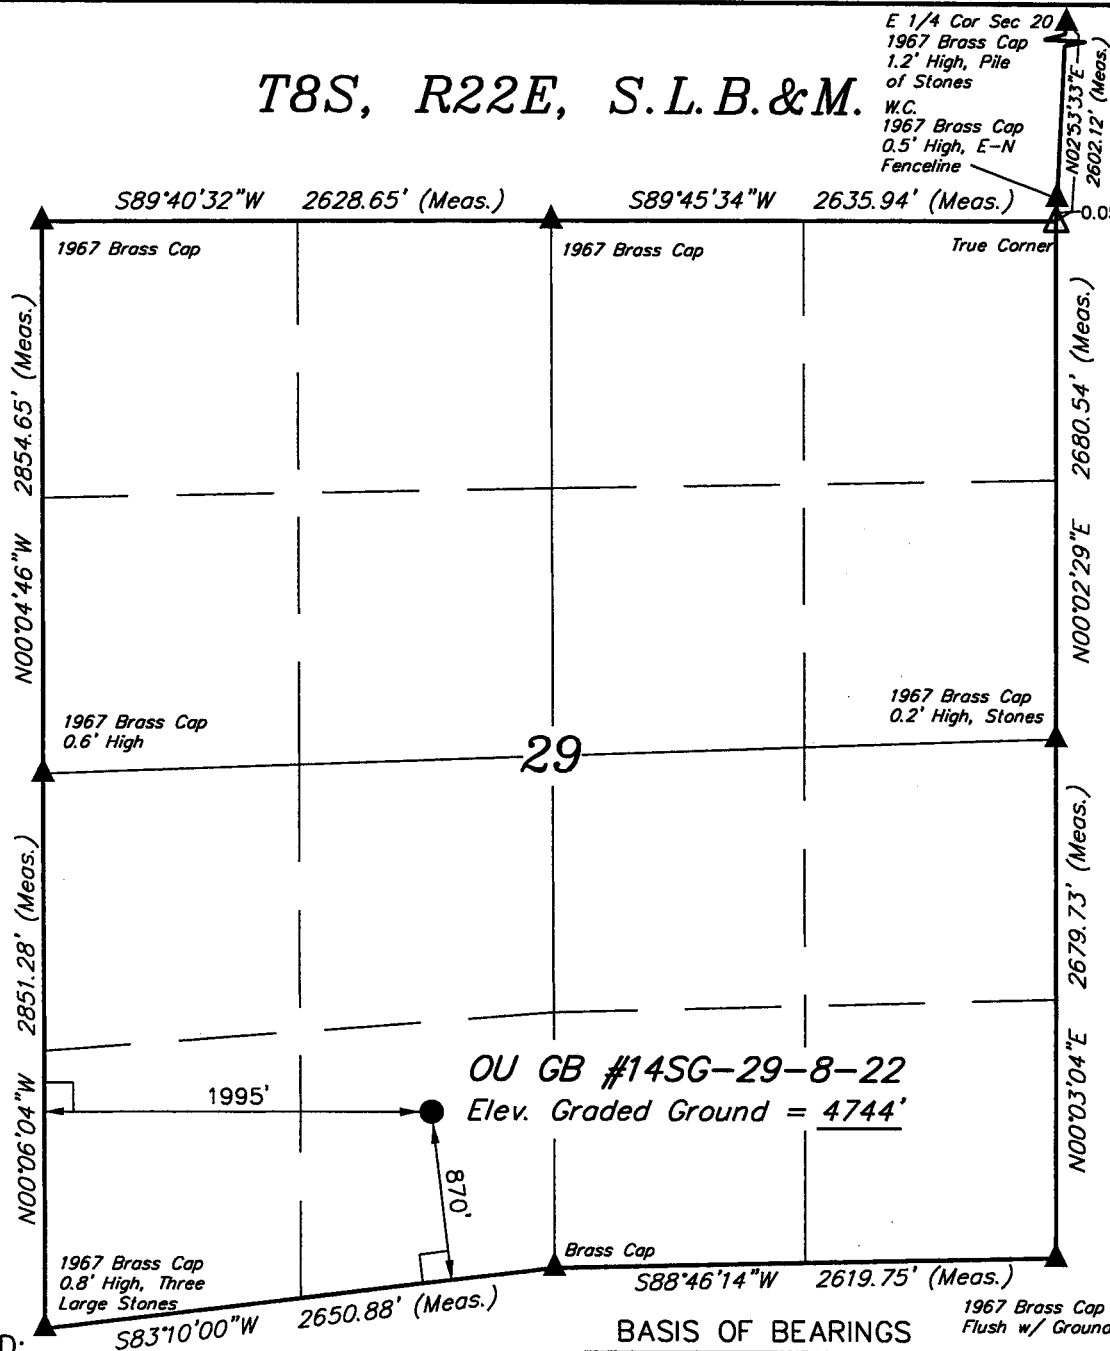 E 1/4 Cor Sec 20
1967 Brass Cap
1.2' High, Pile
of Stones
W.C.
1967 Brass Cap
0.5' High, E-N
Fenceline
N02°53'33"E
2602.12' (Meas.)
T8S, R22E, S.L.B.&M.
S89°40'32"W 2628.65' (Meas.)
S89°45'34"W 2635.94' (Meas.)
1967 Brass Cap
1967 Brass Cap
True Corner
N00°04'46"W 2854.65' (Meas.)
N00°02'29"E 2680.54' (Meas.)
1967 Brass Cap
0.6' High
1967 Brass Cap
0.2' High, Stones
29
N00°06'04"W 2851.28' (Meas.)
N00°03'04"E 2679.73' (Meas.)
OU GB #14SG-29-8-22
Elev. Graded Ground = 4744'
1995'
870'
1967 Brass Cap
0.8' High, Three
Large Stones
Brass Cap
S83°10'00"W 2650.88' (Meas.)
S88°46'14"W 2619.75' (Meas.)
1967 Brass Cap
Flush w/ Ground
BASIS OF BEARINGS